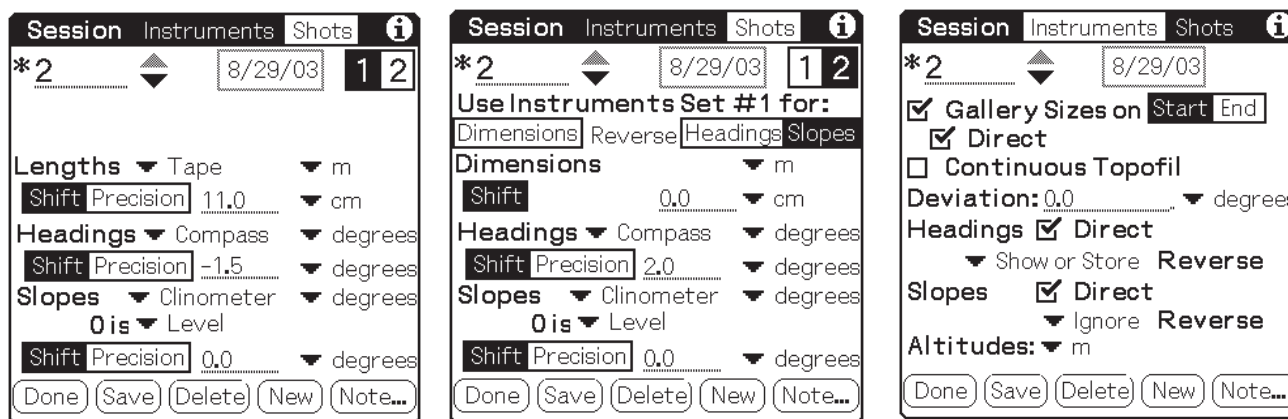 Session Instruments Shots i
*2 8/29/03 1 2
Lengths Tape m
Shift Precision 11.0 cm
Headings Compass degrees
Shift Precision -1.5 degrees
Slopes Clinometer degrees
0 is Level
Shift Precision 0.0 degrees
Done Save Delete New Note...
Session Instruments Shots i
*2 8/29/03 1 2
Use Instruments Set #1 for:
Dimensions Reverse Headings Slopes
Dimensions m
Shift 0.0 cm
Headings Compass degrees
Shift Precision 2.0 degrees
Slopes Clinometer degrees
0 is Level
Shift Precision 0.0 degrees
Done Save Delete New Note...
Session Instruments Shots i
*2 8/29/03
Gallery Sizes on Start End
Direct
Continuous Topofil
Deviation: 0.0 degrees
Headings Direct
Show or Store Reverse
Slopes Direct
Ignore Reverse
Altitudes: m
Done Save Delete New Note...